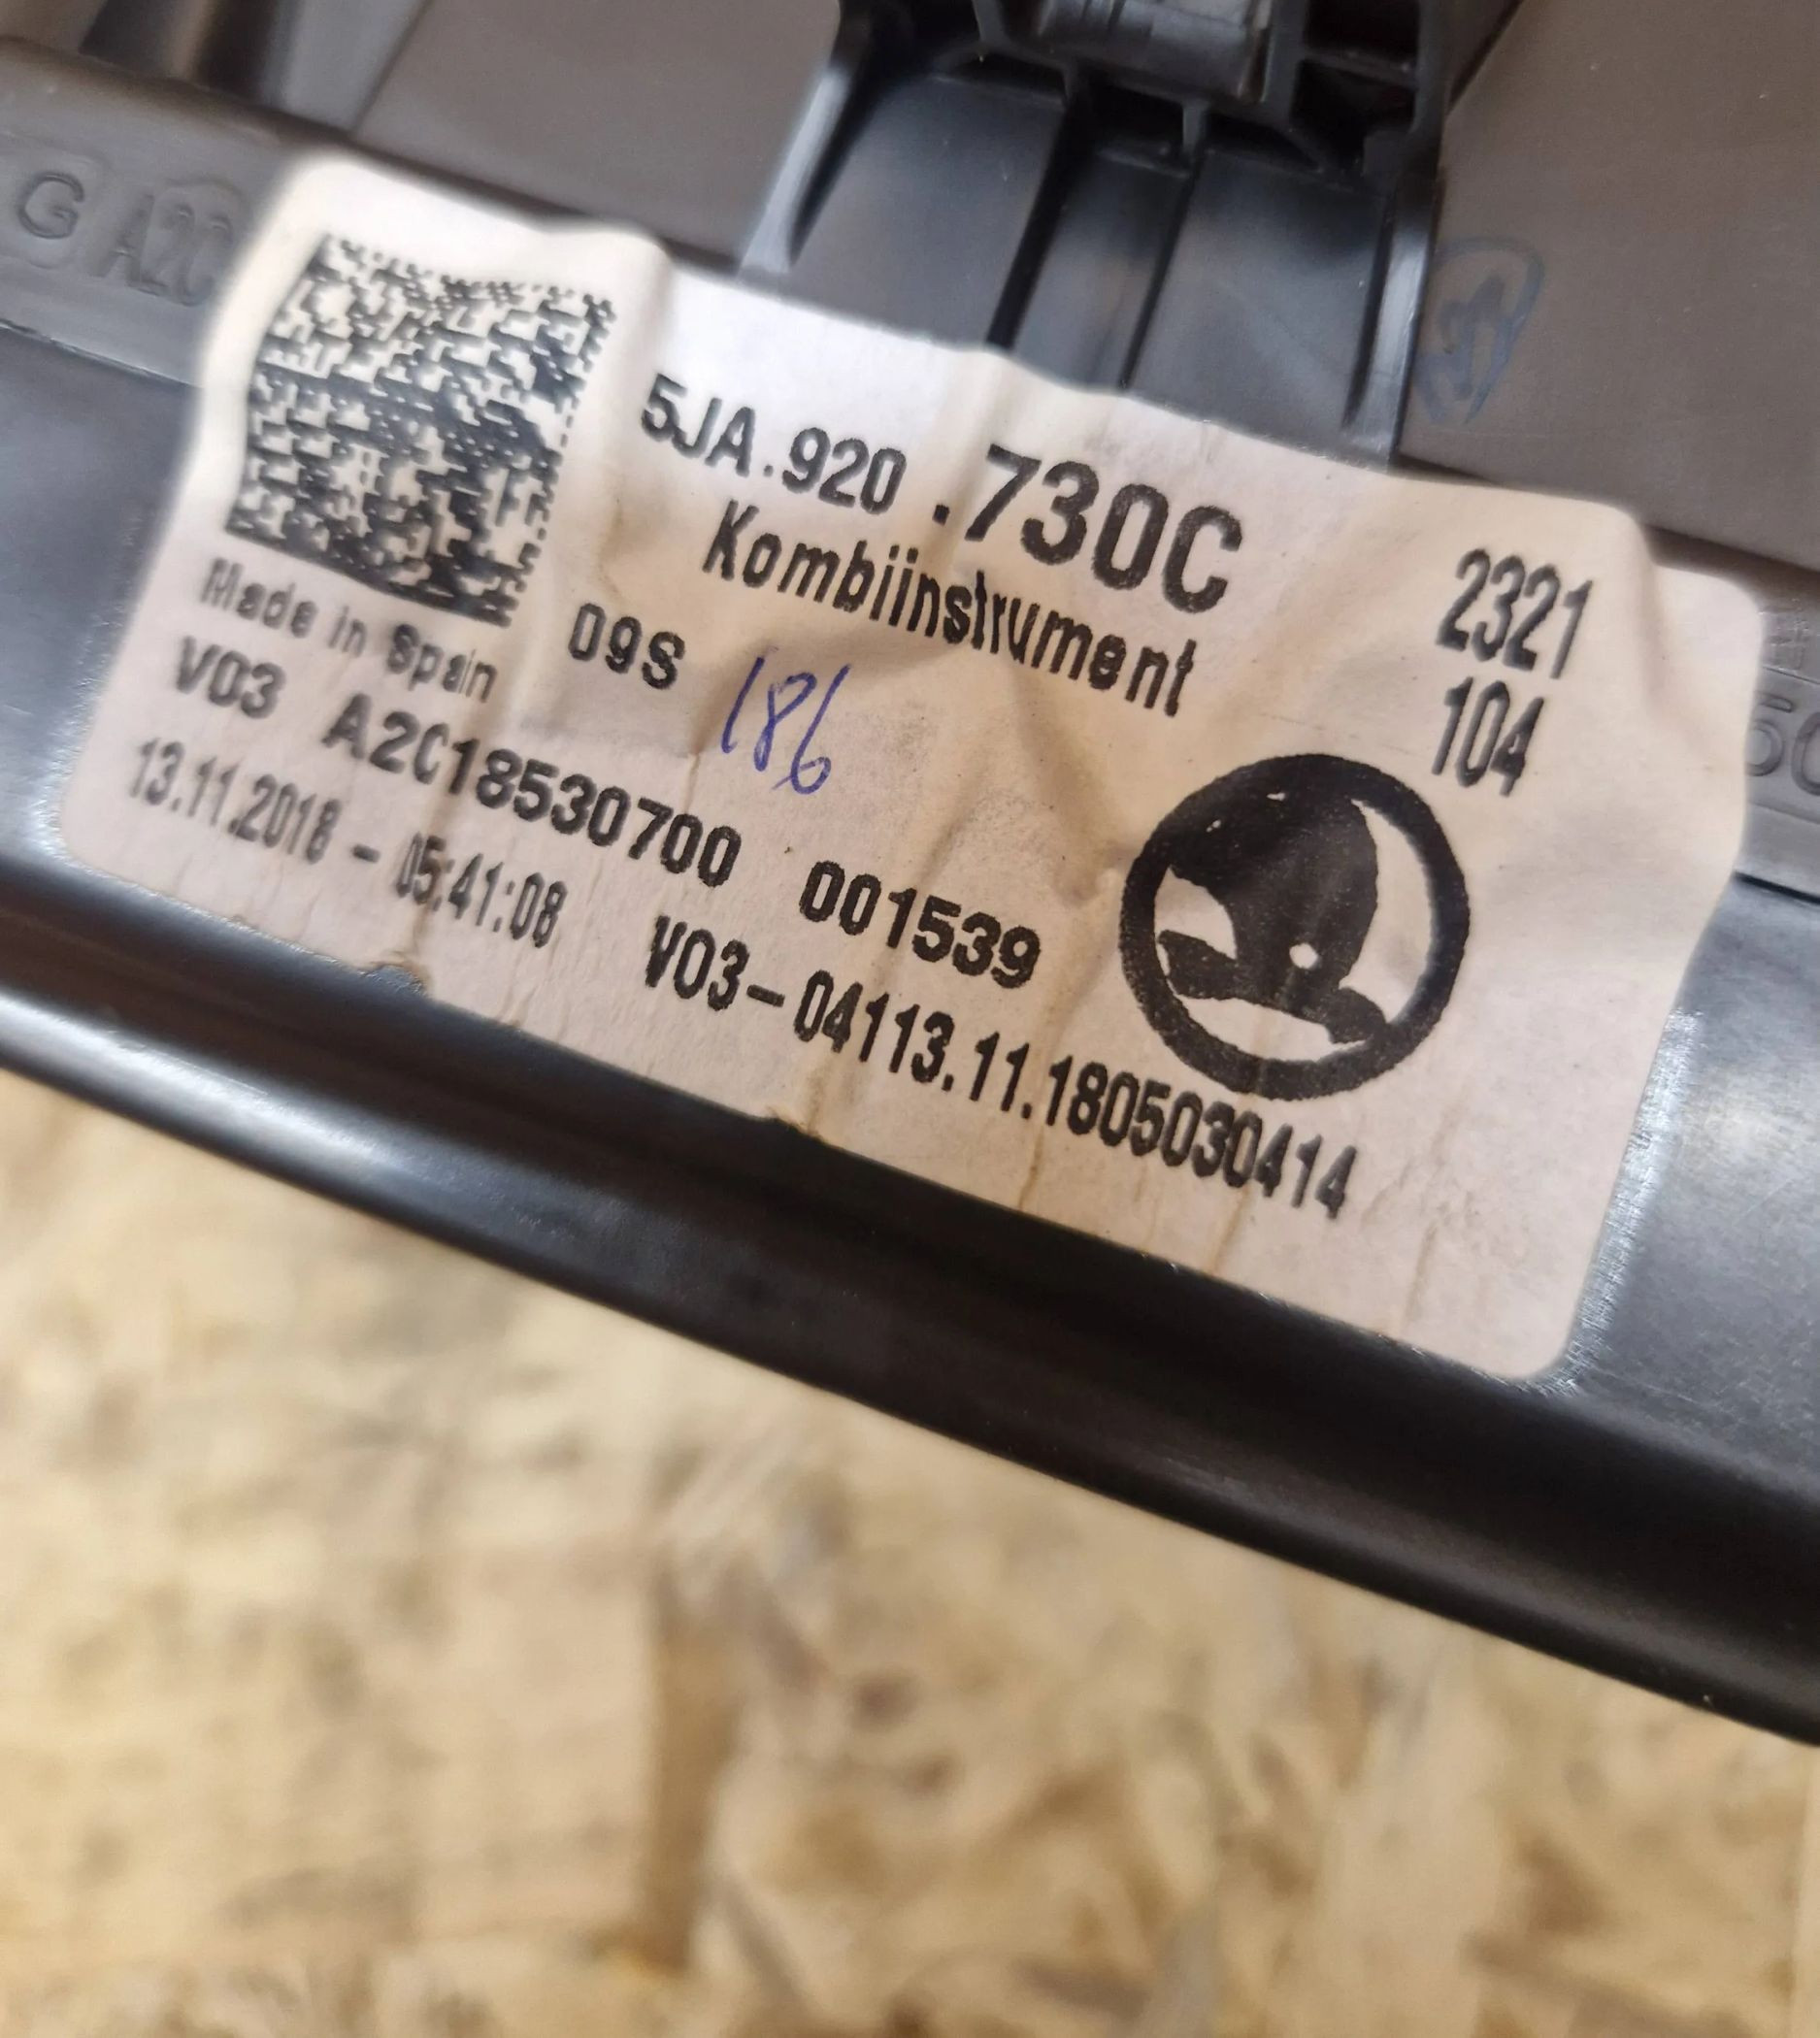 G A2C
5JA.920.730C
Kombiinstrument
2321
104
Made in Spain
09S
186
V03 A2C18530700 001539
13.11.2018 - 05:41:08 V03-04113.11.1805030414